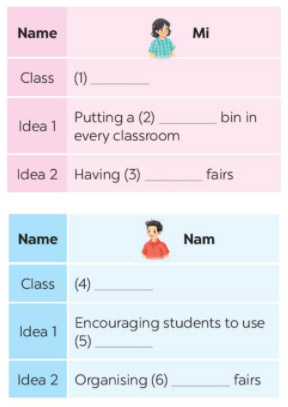 Name Mi
Class (1) ________
Idea 1 Putting a (2) ________ bin in
every classroom
Idea 2 Having (3) ________ fairs
Name Nam
Class (4) ________
Idea 1 Encouraging students to use
(5) ________
Idea 2 Organising (6) ________ fairs